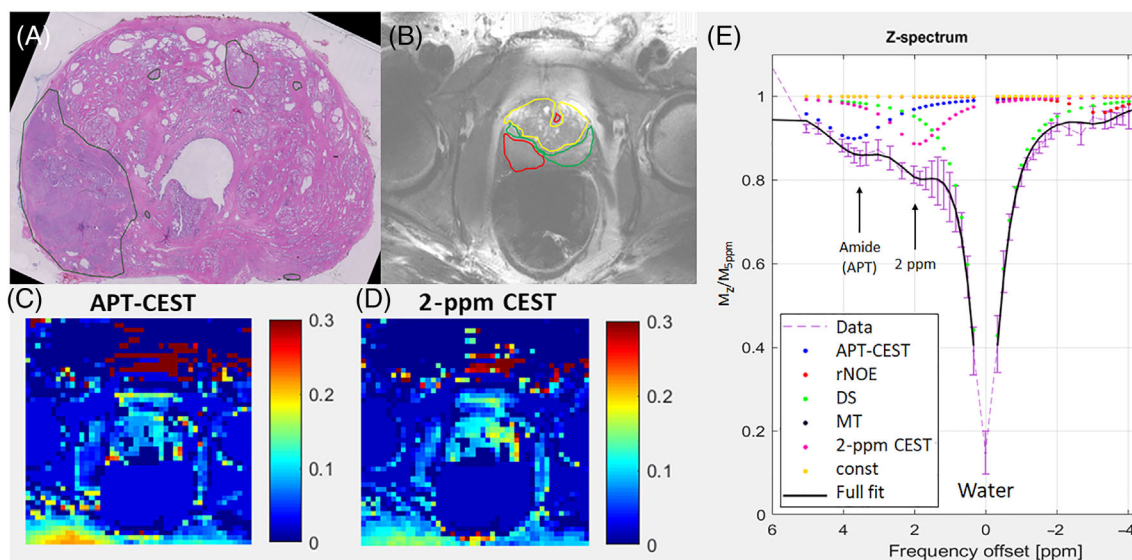 (A)
(B)
(E)
Z-spectrum
1
0.8
0.6
0.4
0.2
0
M_Z/M_5ppm
Amide
(APT)
2 ppm
Data
APT-CEST
rNOE
DS
MT
2-ppm CEST
const
Full fit
Water
6
4
2
0
-2
-4
Frequency offset [ppm]
(C)
APT-CEST
0.3
0.2
0.1
0
(D)
2-ppm CEST
0.3
0.2
0.1
0